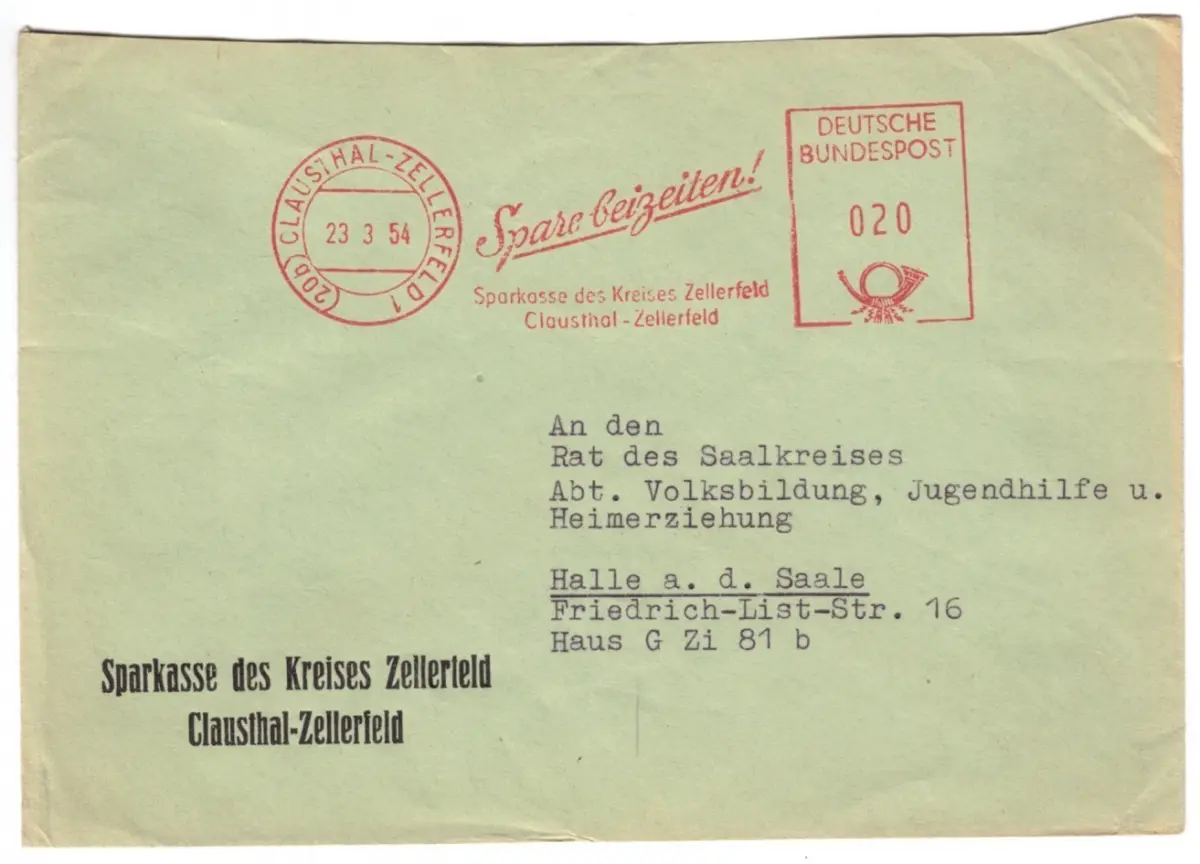 (20b) CLAUSTHAL-ZELLERFELD 1
23 3 54
Spare beizeiten!
Sparkasse des Kreises Zellerfeld
Clausthal-Zellerfeld
DEUTSCHE
BUNDESPOST
020
An den
Rat des Saalkreises
Abt. Volksbildung, Jugendhilfe u.
Heimerziehung
Halle a. d. Saale
Friedrich-List-Str. 16
Haus G Zi 81 b
Sparkasse des Kreises Zellerfeld
Clausthal-Zellerfeld